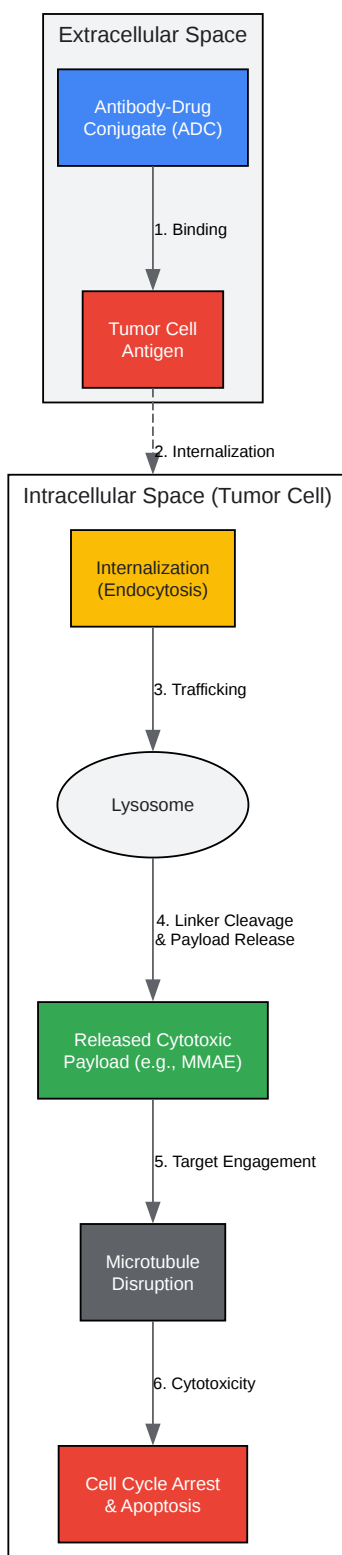 Extracellular Space
Antibody-Drug
Conjugate (ADC)
1. Binding
Tumor Cell
Antigen
2. Internalization
Intracellular Space (Tumor Cell)
Internalization
(Endocytosis)
3. Trafficking
Lysosome
4. Linker Cleavage
& Payload Release
Released Cytotoxic
Payload (e.g., MMAE)
5. Target Engagement
Microtubule
Disruption
6. Cytotoxicity
Cell Cycle Arrest
& Apoptosis